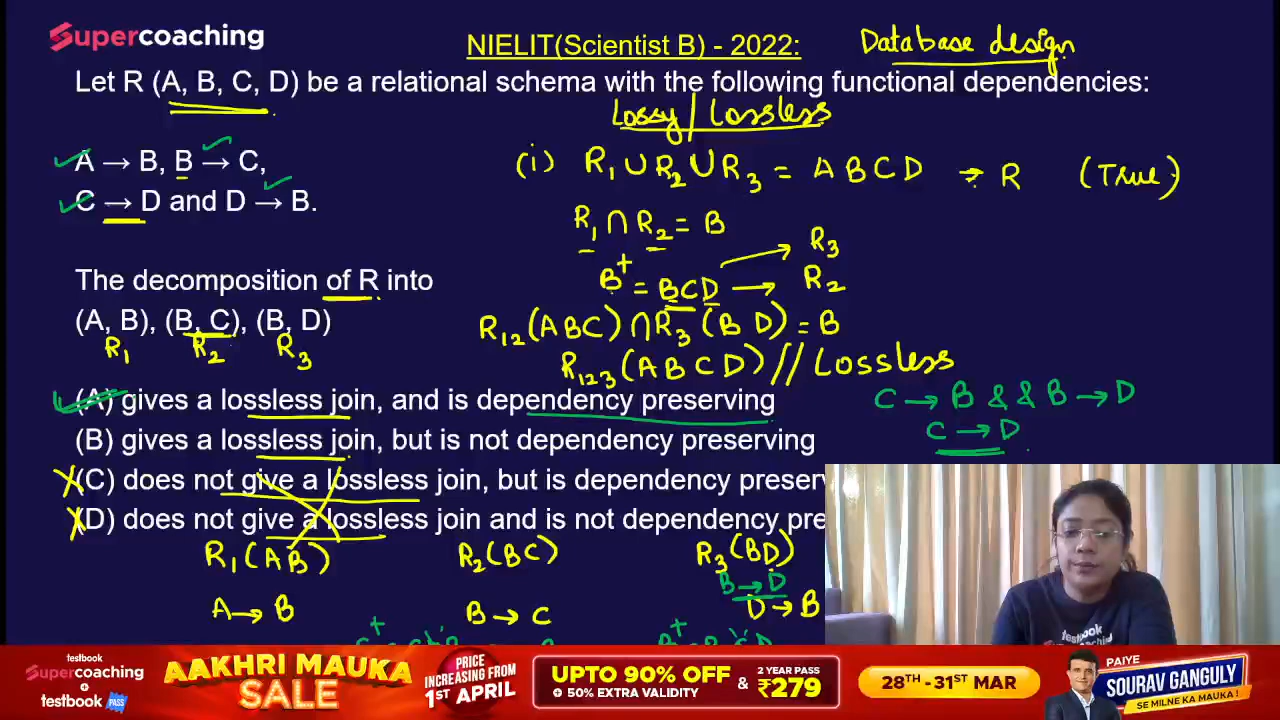 Supercoaching
NIELIT(Scientist B) - 2022:
Database design
Let R (A, B, C, D) be a relational schema with the following functional dependencies:
Lossy / Lossless
A → B, B → C,
(i) R1 ∪ R2 ∪ R3 = A B C D → R (True)
C → D and D → B.
R1 ∩ R2 = B
R3
B+ = BCD → R2
The decomposition of R into
(A, B), (B, C), (B, D)
R12 (ABC) ∩ R3 (B D) = B
R1 R2 R3
R123 (A B C D) // Lossless
(A) gives a lossless join, and is dependency preserving
C → B & & B → D
C → D
(B) gives a lossless join, but is not dependency preserving
(C) does not give a lossless join, but is dependency preserv
(D) does not give a lossless join and is not dependency pre
R1 (AB) R2 (BC) R3 (BD)
B → D
A → B B → C D → B
testbook
testbook
Supercoaching
+
testbook PASS
AAKHRI MAUKA
SALE
PRICE
INCREASING
FROM
1ST APRIL
UPTO 90% OFF
+ 50% EXTRA VALIDITY
&
2 YEAR PASS
₹279
28TH -31ST MAR
PAIYE
SOURAV GANGULY
SE MILNE KA MAUKA !